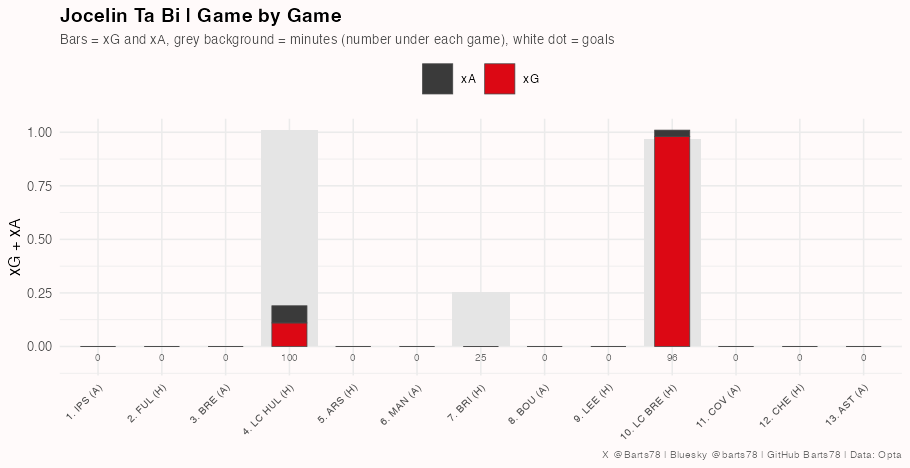 Jocelin Ta Bi | Game by Game
Bars = xG and xA, grey background = minutes (number under each game), white dot = goals
xA xG
xG + xA
1.00
0.75
0.50
0.25
0.00
0 0 0 100 0 0 25 0 0 96 0 0 0
1. IPS (A)
2. FUL (H)
3. BRE (A)
4. LC HUL (H)
5. ARS (H)
6. MAN (A)
7. BRI (H)
8. BOU (A)
9. LEE (H)
10. LC BRE (H)
11. COV (A)
12. CHE (H)
13. AST (A)
X @Barts78 | Bluesky @barts78 | GitHub Barts78 | Data: Opta